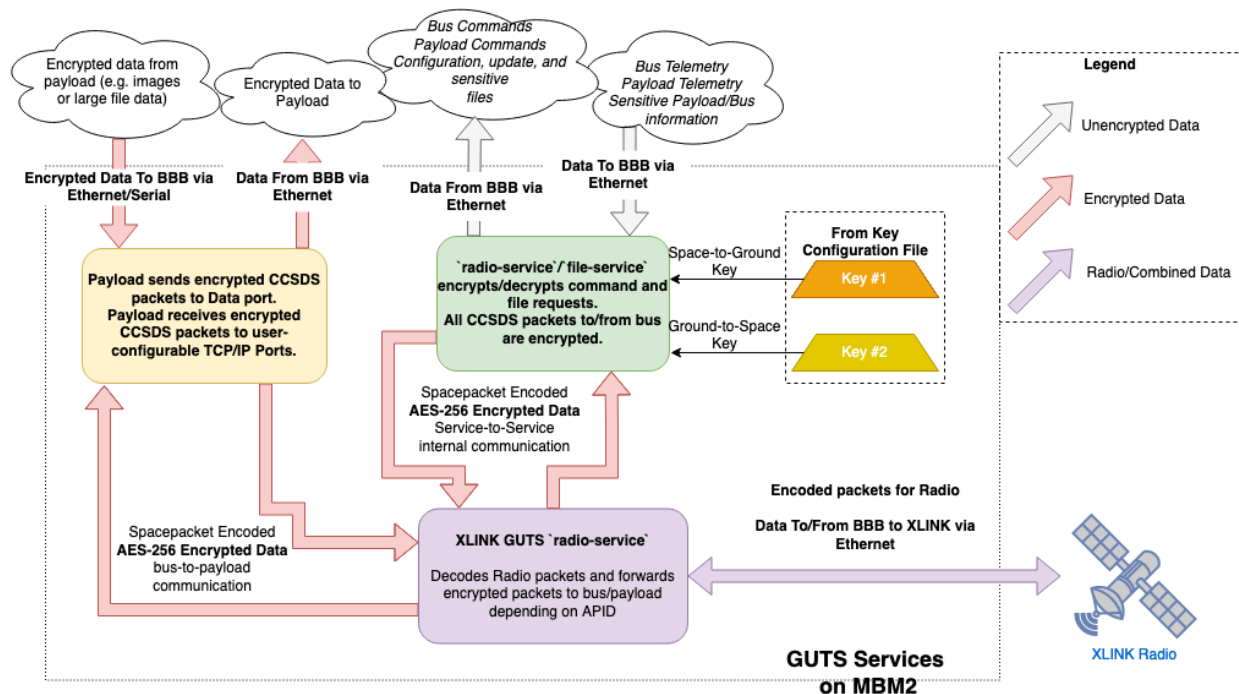 Encrypted data from
payload (e.g. images
or large file data)
Encrypted Data to
Payload
Bus Commands
Payload Commands
Configuration, update, and
sensitive
files
Bus Telemetry
Payload Telemetry
Sensitive Payload/Bus
information
Legend
Unencrypted Data
Encrypted Data
Radio/Combined Data
Encrypted Data To BBB via
Ethernet/Serial
Data From BBB via
Ethernet
Data From BBB via
Ethernet
Data To BBB via
Ethernet
Payload sends encrypted CCSDS
packets to Data port.
Payload receives encrypted
CCSDS packets to user-
configurable TCP/IP Ports.
`radio-service`/`file-service`
encrypts/decrypts command and
file requests.
All CCSDS packets to/from bus
are encrypted.
Space-to-Ground
Key
Ground-to-Space
Key
From Key
Configuration File
Key #1
Key #2
Spacepacket Encoded
AES-256 Encrypted Data
Service-to-Service
internal communication
Spacepacket Encoded
AES-256 Encrypted Data
bus-to-payload
communication
XLINK GUTS `radio-service`
Decodes Radio packets and forwards
encrypted packets to bus/payload
depending on APID
Encoded packets for Radio
Data To/From BBB to XLINK via
Ethernet
XLINK Radio
GUTS Services
on MBM2